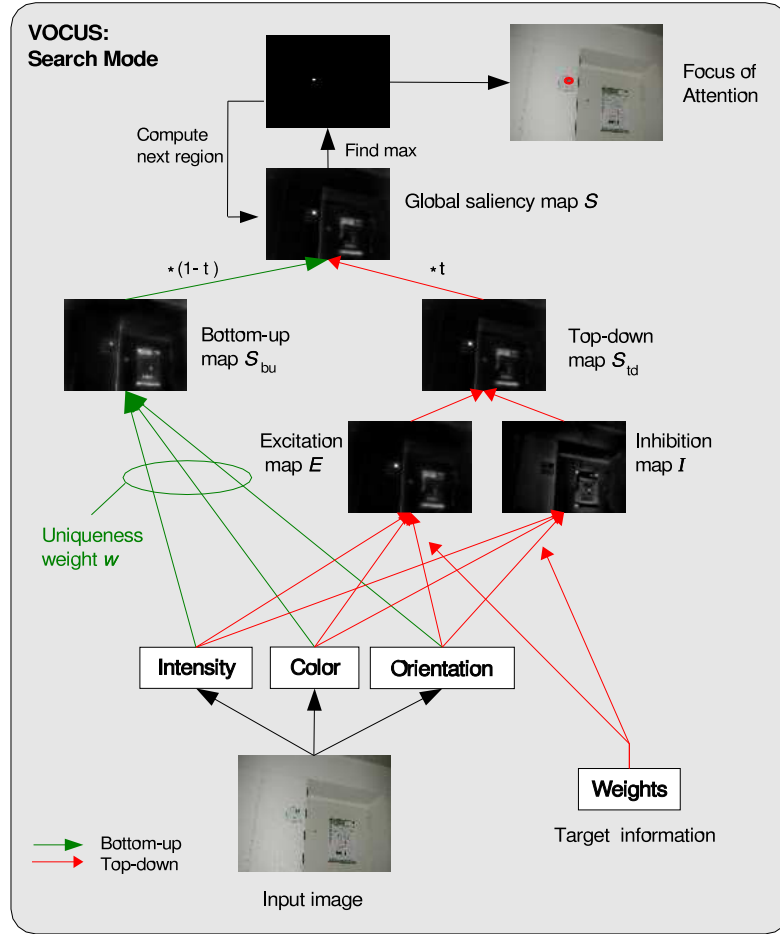 VOCUS:
Search Mode
Focus of
Attention
Compute
next region
Find max
Global saliency map S
*(1- t )
*t
Bottom-up
map S bu
Top-down
map S td
Excitation
map E
Inhibition
map I
Uniqueness
weight w
Intensity
Color
Orientation
Weights
Target information
Bottom-up
Top-down
Input image